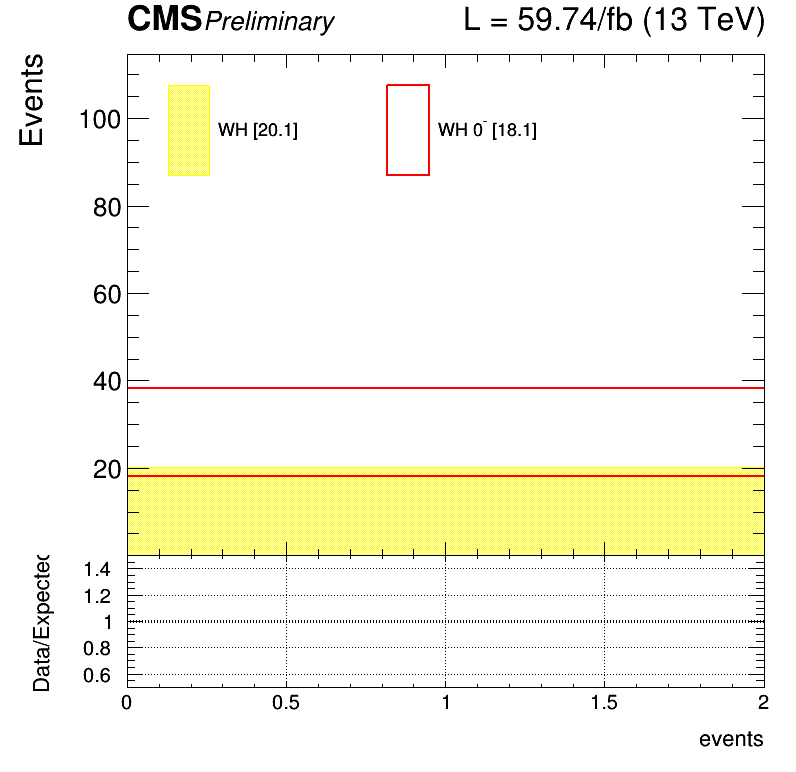 CMS Preliminary L = 59.74/fb (13 TeV)
Events
WH [20.1]
WH 0⁻ [18.1]
100
80
60
40
20
Data/Expected
1.4
1.2
1
0.8
0.6
0 0.5 1 1.5 2
events